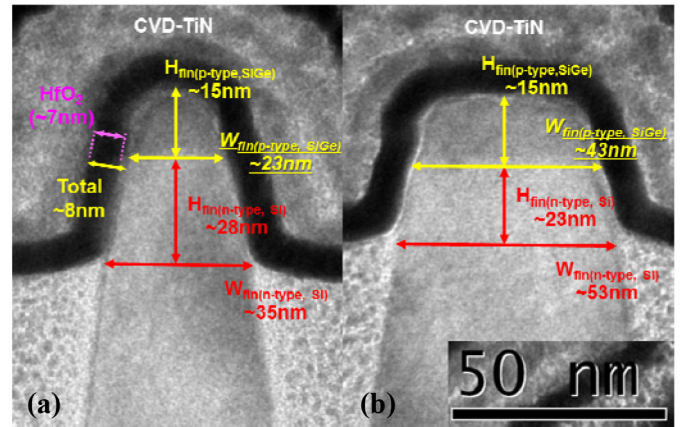 CVD-TiN
Hfin(p-type,SiGe)
~15nm
HfO2
(~7nm)
Wfin(p-type, SiGe)
~23nm
Total
~8nm
Hfin(n-type, Si)
~28nm
Wfin(n-type, Si)
~35nm
(a)
CVD-TiN
Hfin(p-type,SiGe)
~15nm
Wfin(p-type, SiGe)
~43nm
Hfin(n-type, Si)
~23nm
Wfin(n-type, Si)
~53nm
(b)
50 nm